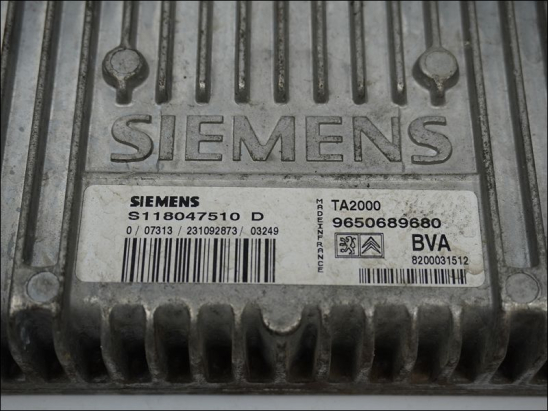 SIEMENS
SIEMENS
S118047510 D
0 / 07313 / 231092873 / 03249
MADE IN FRANCE
TA2000
9650689680
BVA
8200031512